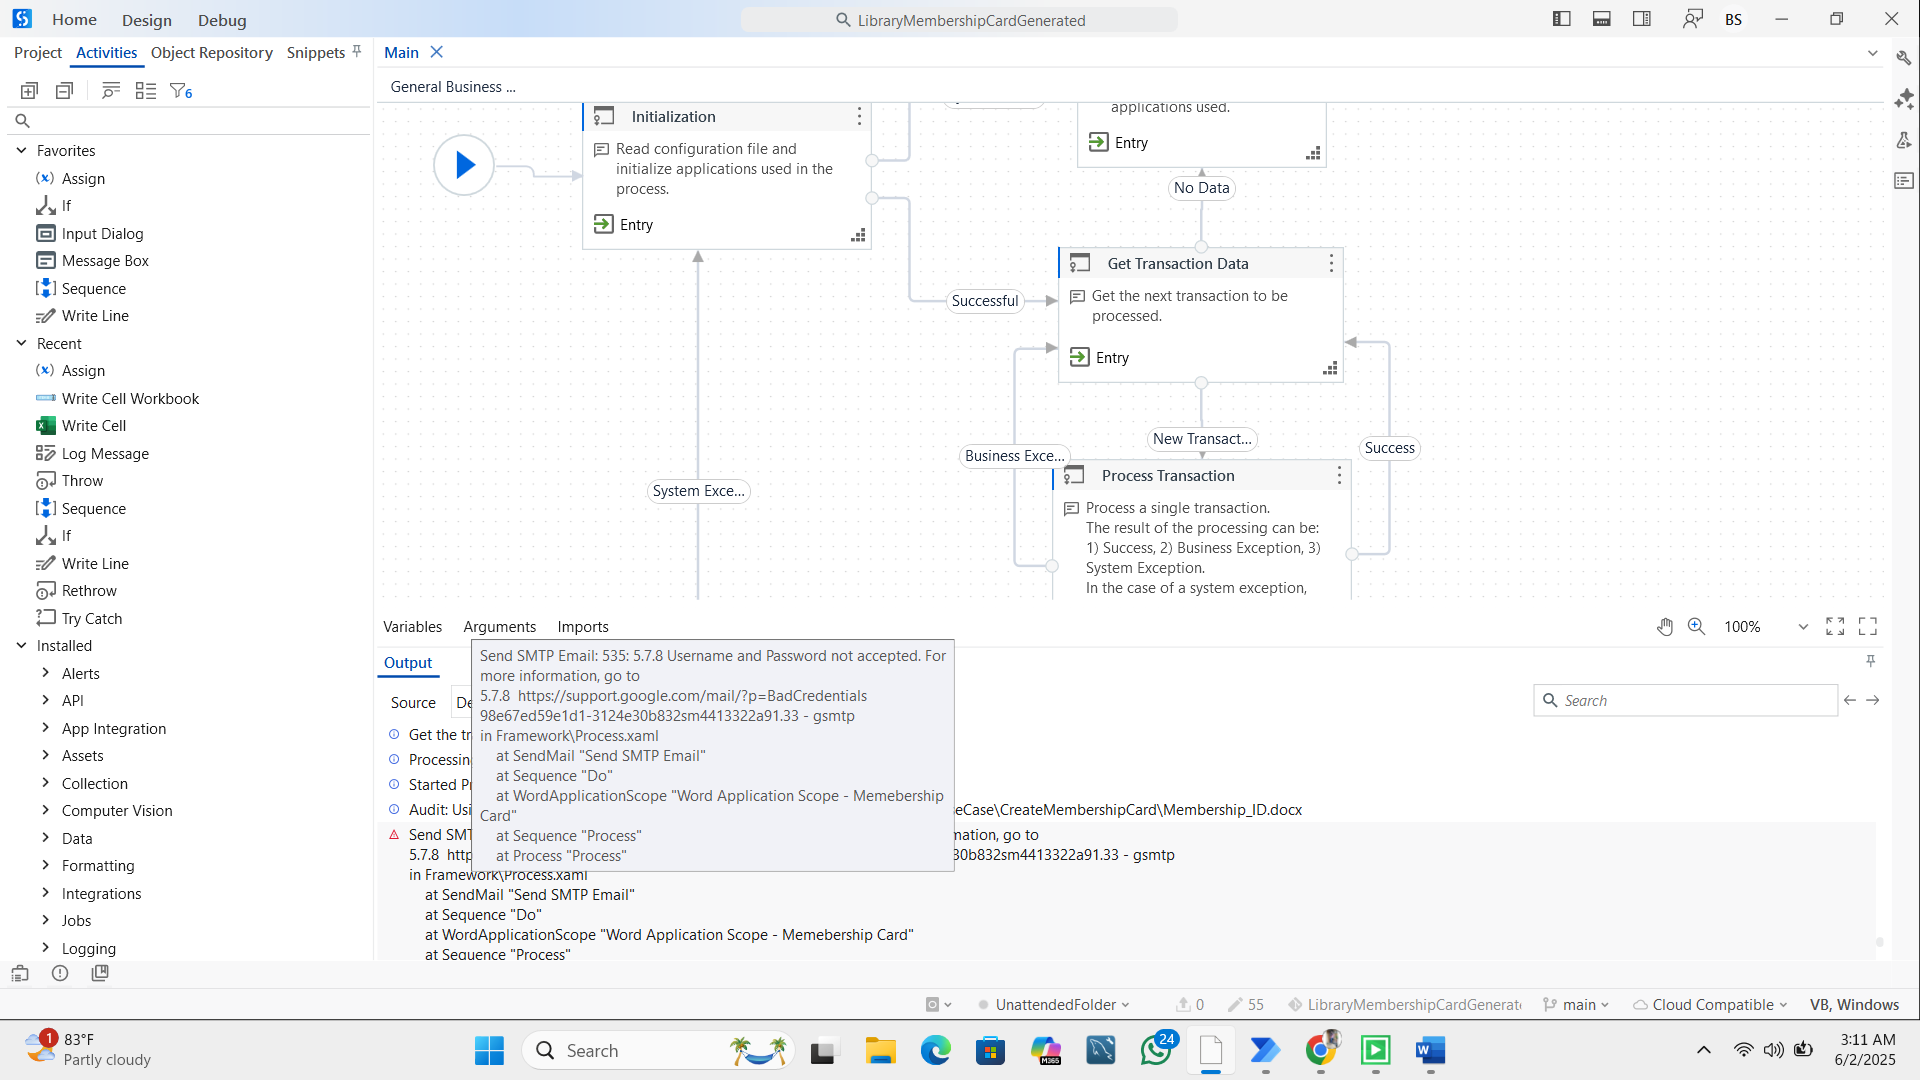 Home
Design
Debug
LibraryMembershipCardGenerated
BS
Project
Activities
Object Repository
Snippets
Main
General Business ...
6
Favorites
Assign
If
Input Dialog
Message Box
Sequence
Write Line
Recent
Assign
Write Cell Workbook
Write Cell
Log Message
Throw
Sequence
If
Write Line
Rethrow
Try Catch
Installed
Alerts
API
App Integration
Assets
Collection
Computer Vision
Data
Formatting
Integrations
Jobs
Logging
Initialization
Read configuration file and
initialize applications used in the
process.
Entry
applications used.
Entry
No Data
Get Transaction Data
Get the next transaction to be
processed.
Entry
Successful
New Transact...
Business Exce...
Success
System Exce...
Process Transaction
Process a single transaction.
The result of the processing can be:
1) Success, 2) Business Exception, 3)
System Exception.
In the case of a system exception,
Variables
Arguments
Imports
100%
Output
Source
De
Search
Send SMTP Email: 535: 5.7.8 Username and Password not accepted. For
more information, go to
5.7.8 https://support.google.com/mail/?p=BadCredentials
98e67ed59e1d1-3124e30b832sm4413322a91.33 - gsmtp
in Framework\Process.xaml
at SendMail "Send SMTP Email"
at Sequence "Do"
at WordApplicationScope "Word Application Scope - Memebership
Card"
at Sequence "Process"
at Process "Process"
Get the tr
Processin
Started P
Audit: Usi eCase\CreateMembershipCard\Membership_ID.docx
Send SMT mation, go to
5.7.8 http 30b832sm4413322a91.33 - gsmtp
in Framework\Process.xaml
at SendMail "Send SMTP Email"
at Sequence "Do"
at WordApplicationScope "Word Application Scope - Memebership Card"
at Sequence "Process"
UnattendedFolder
0
55
LibraryMembershipCardGenerat
main
Cloud Compatible
VB, Windows
1
83°F
Partly cloudy
Search
M365
24
3:11 AM
6/2/2025